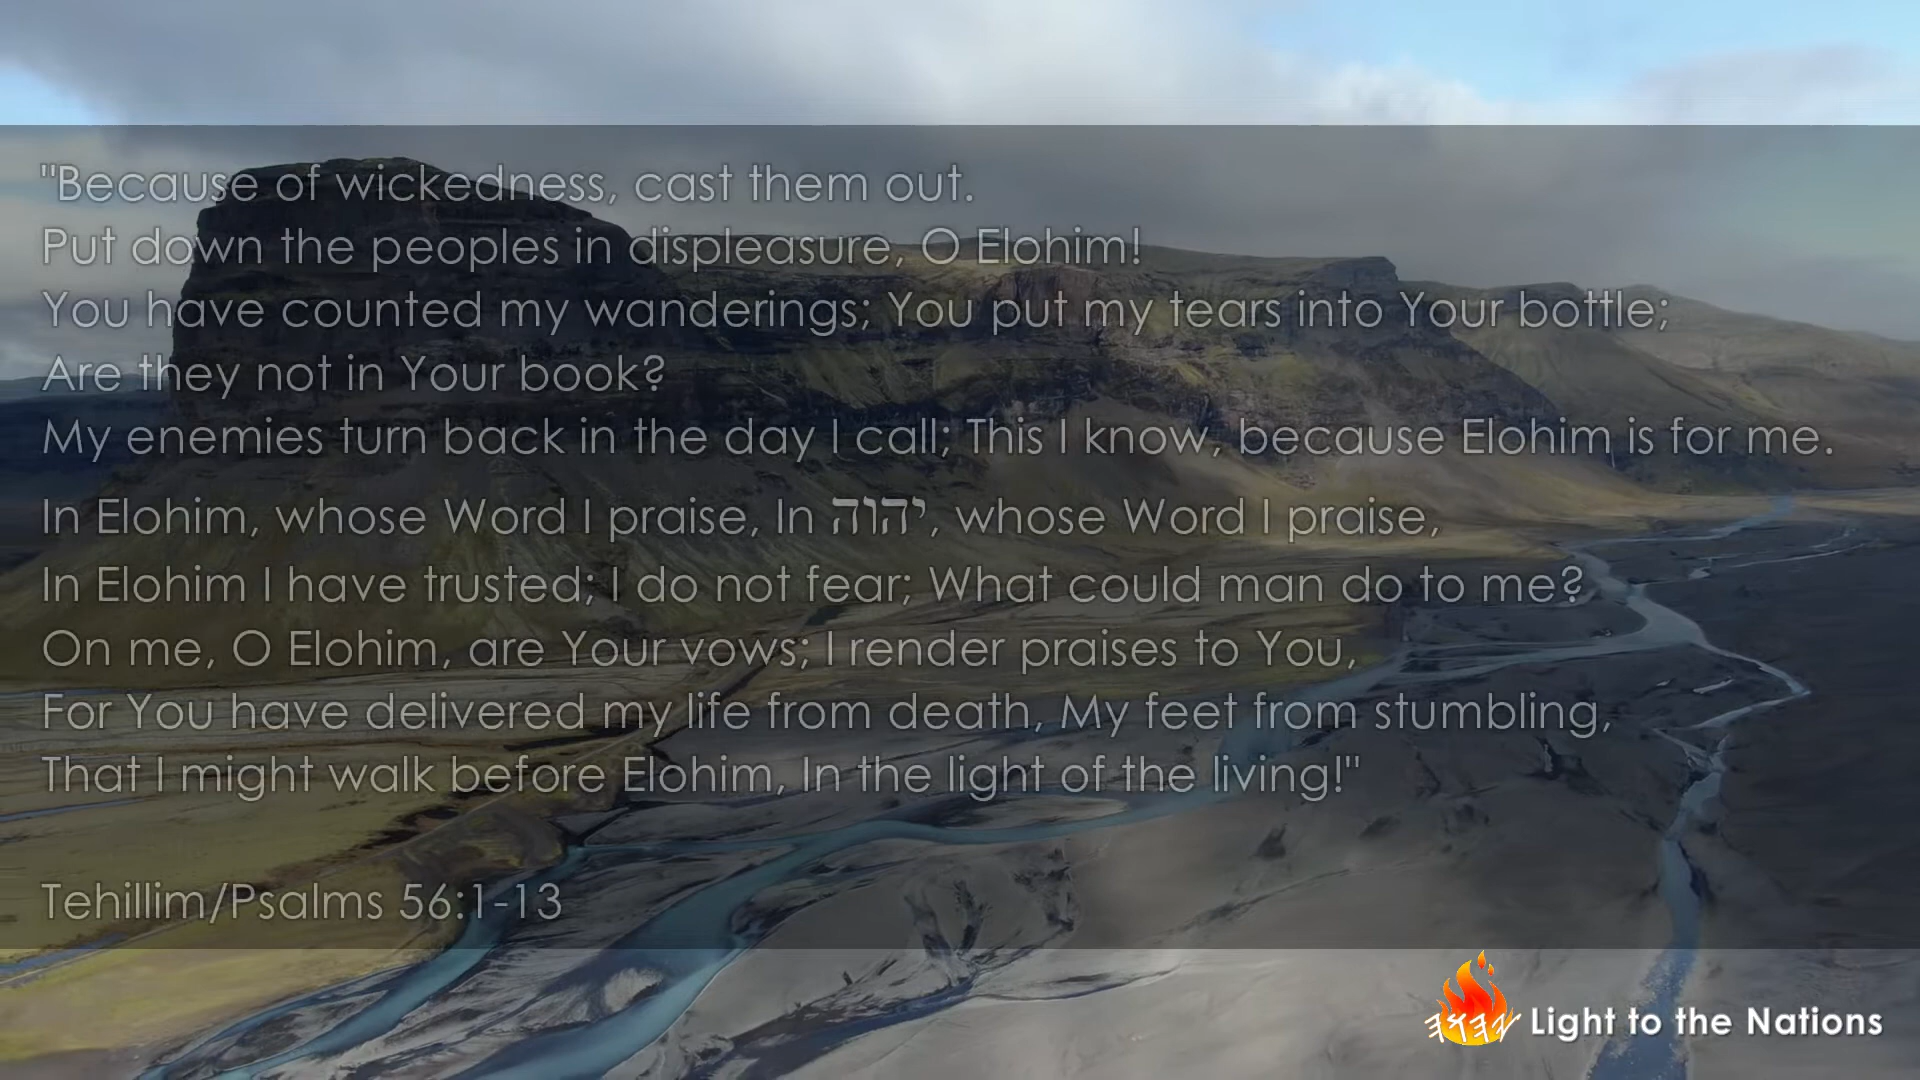 "Because of wickedness, cast them out.
Put down the peoples in displeasure, O Elohim!
You have counted my wanderings; You put my tears into Your bottle;
Are they not in Your book?
My enemies turn back in the day I call; This I know, because Elohim is for me.
In Elohim, whose Word I praise, In יהוה, whose Word I praise,
In Elohim I have trusted; I do not fear; What could man do to me?
On me, O Elohim, are Your vows; I render praises to You,
For You have delivered my life from death, My feet from stumbling,
That I might walk before Elohim, In the light of the living!"
Tehillim/Psalms 56:1-13
𐤉𐤄𐤅𐤄 Light to the Nations